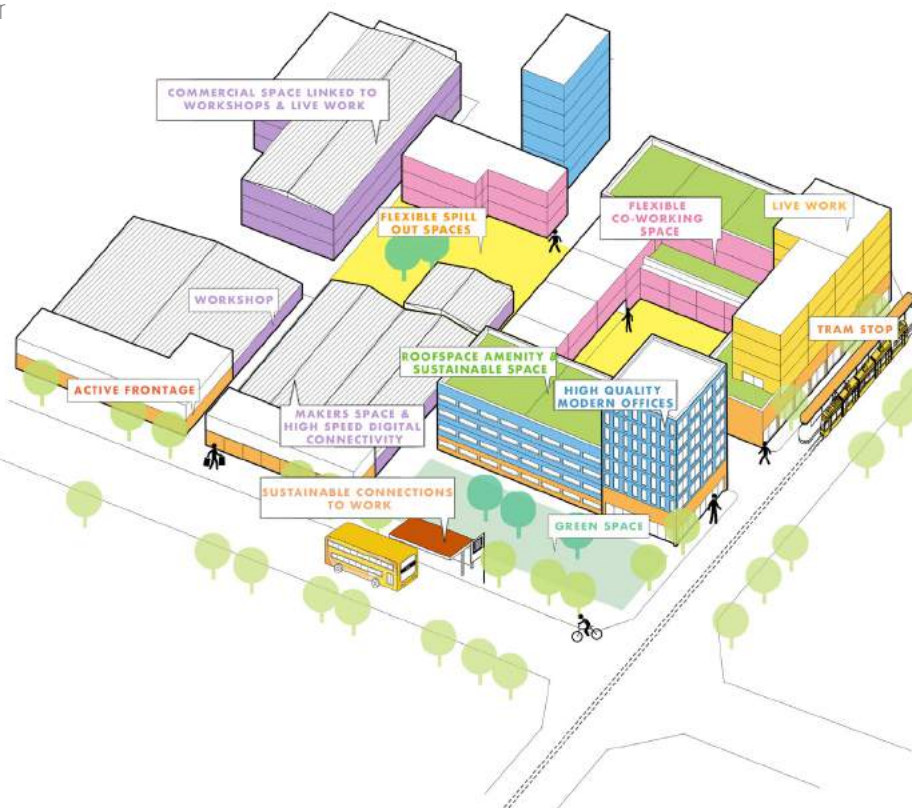 COMMERCIAL SPACE LINKED TO
WORKSHOPS & LIVE WORK
FLEXIBLE SPILL
OUT SPACES
FLEXIBLE
CO-WORKING
SPACE
LIVE WORK
WORKSHOP
TRAM STOP
ROOFSPACE AMENITY &
SUSTAINABLE SPACE
ACTIVE FRONTAGE
HIGH QUALITY
MODERN OFFICES
MAKERS SPACE &
HIGH SPEED DIGITAL
CONNECTIVITY
SUSTAINABLE CONNECTIONS
TO WORK
GREEN SPACE